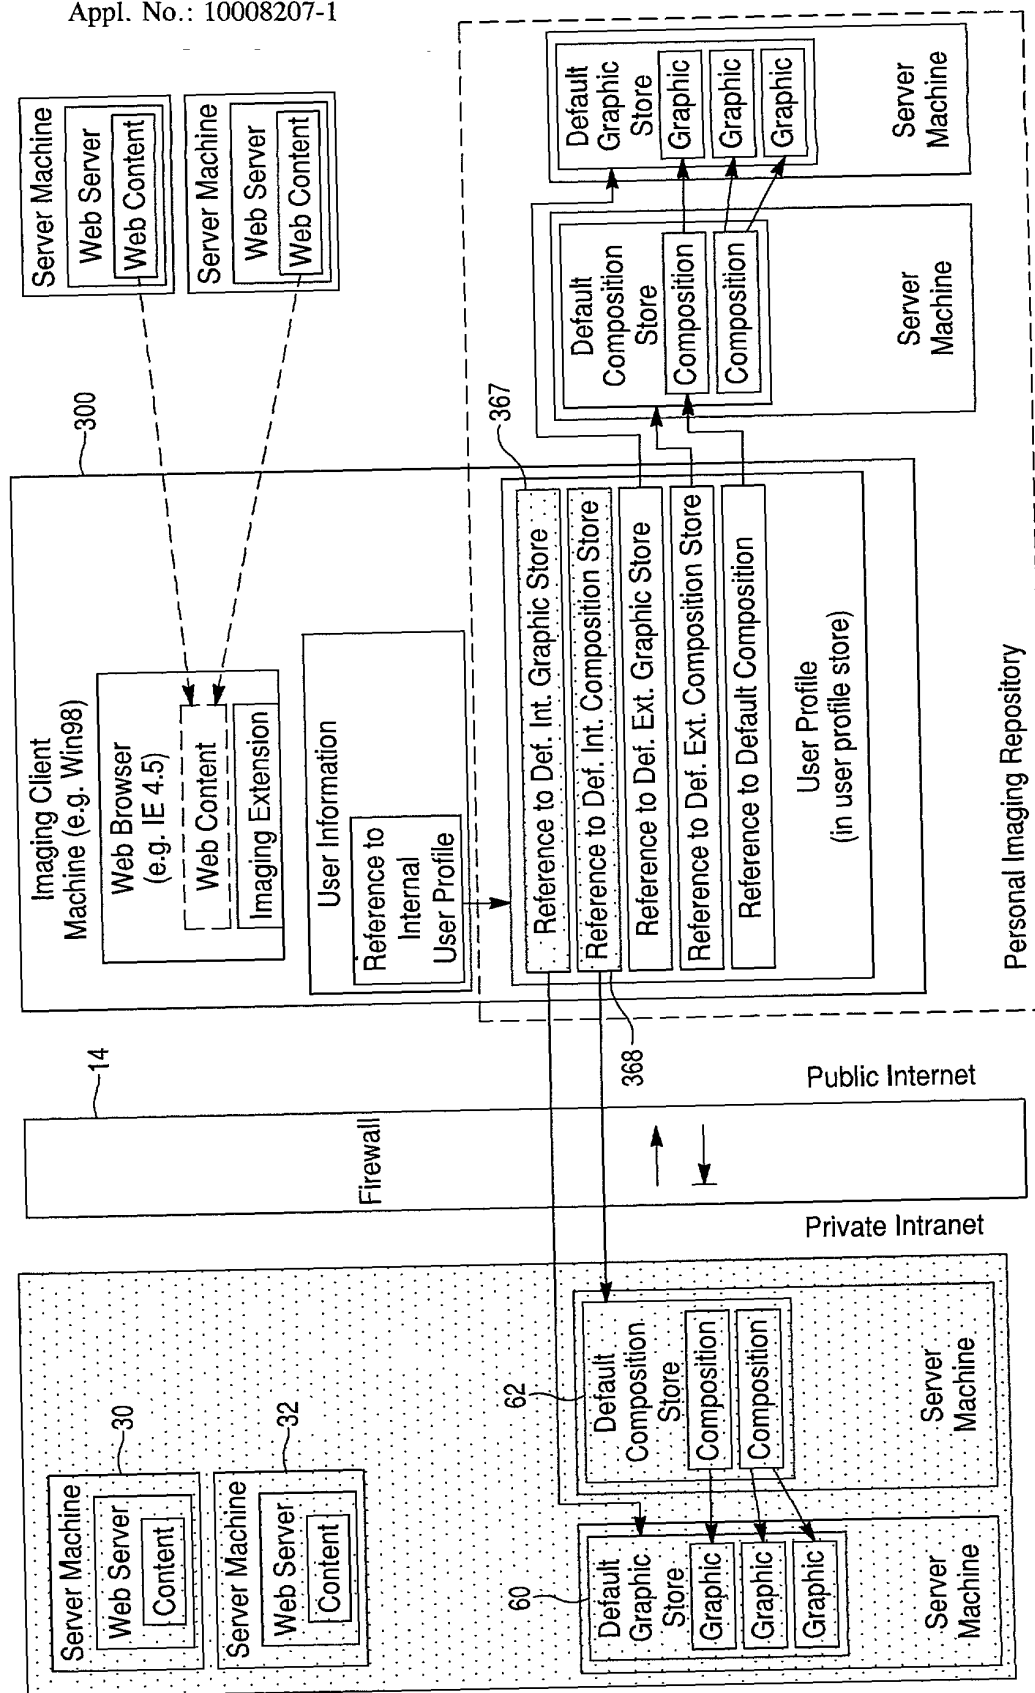 Appl. No.: 10008207-1
Server Machine
Web Server
Content
30
Server Machine
Web Server
Content
32
60
Default
Graphic
Store
Graphic
Graphic
Graphic
Server
Machine
62
Default
Composition
Store
Composition
Composition
Server
Machine
Private Intranet
Firewall
14
Public Internet
Imaging Client
Machine (e.g. Win98)
300
Web Browser
(e.g. IE 4.5)
Web Content
Imaging Extension
User Information
Reference to
Internal
User Profile
367
Reference to Def. Int. Graphic Store
Reference to Def. Int. Composition Store
368
Reference to Def. Ext. Graphic Store
Reference to Def. Ext. Composition Store
Reference to Default Composition
User Profile
(in user profile store)
Personal Imaging Repository
Server Machine
Web Server
Web Content
Server Machine
Web Server
Web Content
Default
Composition
Store
Composition
Composition
Server
Machine
Default
Graphic
Store
Graphic
Graphic
Graphic
Server
Machine